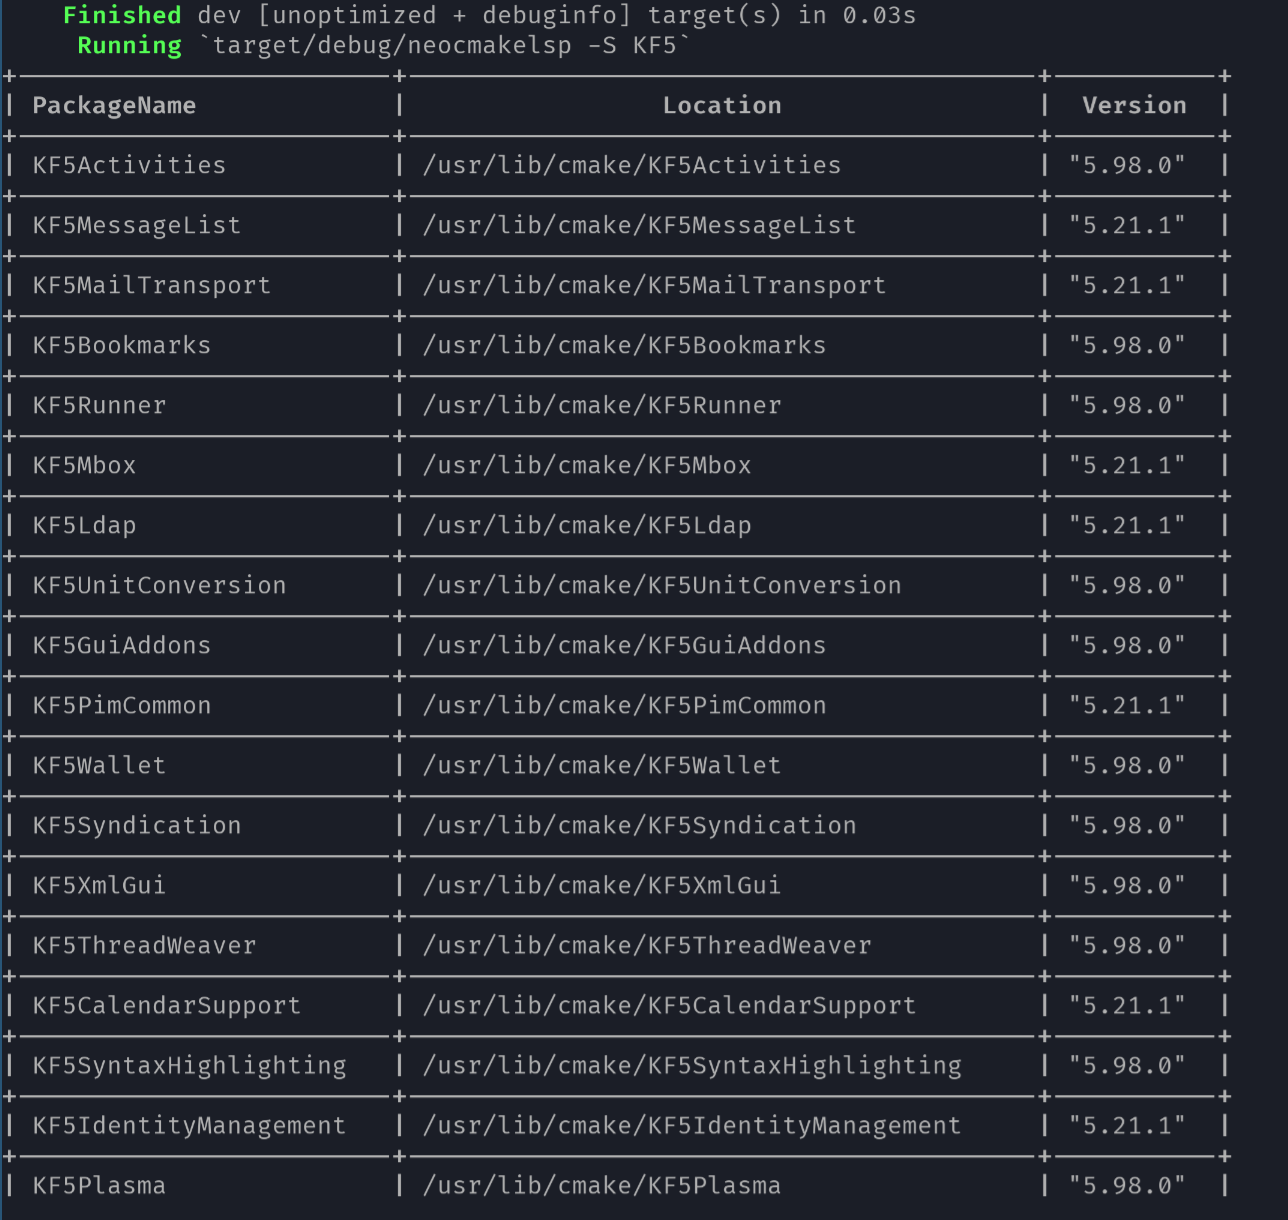 Finished dev [unoptimized + debuginfo] target(s) in 0.03s
Running `target/debug/neocmakelsp -S KF5`
PackageName Location Version
KF5Activities /usr/lib/cmake/KF5Activities "5.98.0"
KF5MessageList /usr/lib/cmake/KF5MessageList "5.21.1"
KF5MailTransport /usr/lib/cmake/KF5MailTransport "5.21.1"
KF5Bookmarks /usr/lib/cmake/KF5Bookmarks "5.98.0"
KF5Runner /usr/lib/cmake/KF5Runner "5.98.0"
KF5Mbox /usr/lib/cmake/KF5Mbox "5.21.1"
KF5Ldap /usr/lib/cmake/KF5Ldap "5.21.1"
KF5UnitConversion /usr/lib/cmake/KF5UnitConversion "5.98.0"
KF5GuiAddons /usr/lib/cmake/KF5GuiAddons "5.98.0"
KF5PimCommon /usr/lib/cmake/KF5PimCommon "5.21.1"
KF5Wallet /usr/lib/cmake/KF5Wallet "5.98.0"
KF5Syndication /usr/lib/cmake/KF5Syndication "5.98.0"
KF5XmlGui /usr/lib/cmake/KF5XmlGui "5.98.0"
KF5ThreadWeaver /usr/lib/cmake/KF5ThreadWeaver "5.98.0"
KF5CalendarSupport /usr/lib/cmake/KF5CalendarSupport "5.21.1"
KF5SyntaxHighlighting /usr/lib/cmake/KF5SyntaxHighlighting "5.98.0"
KF5IdentityManagement /usr/lib/cmake/KF5IdentityManagement "5.21.1"
KF5Plasma /usr/lib/cmake/KF5Plasma "5.98.0"